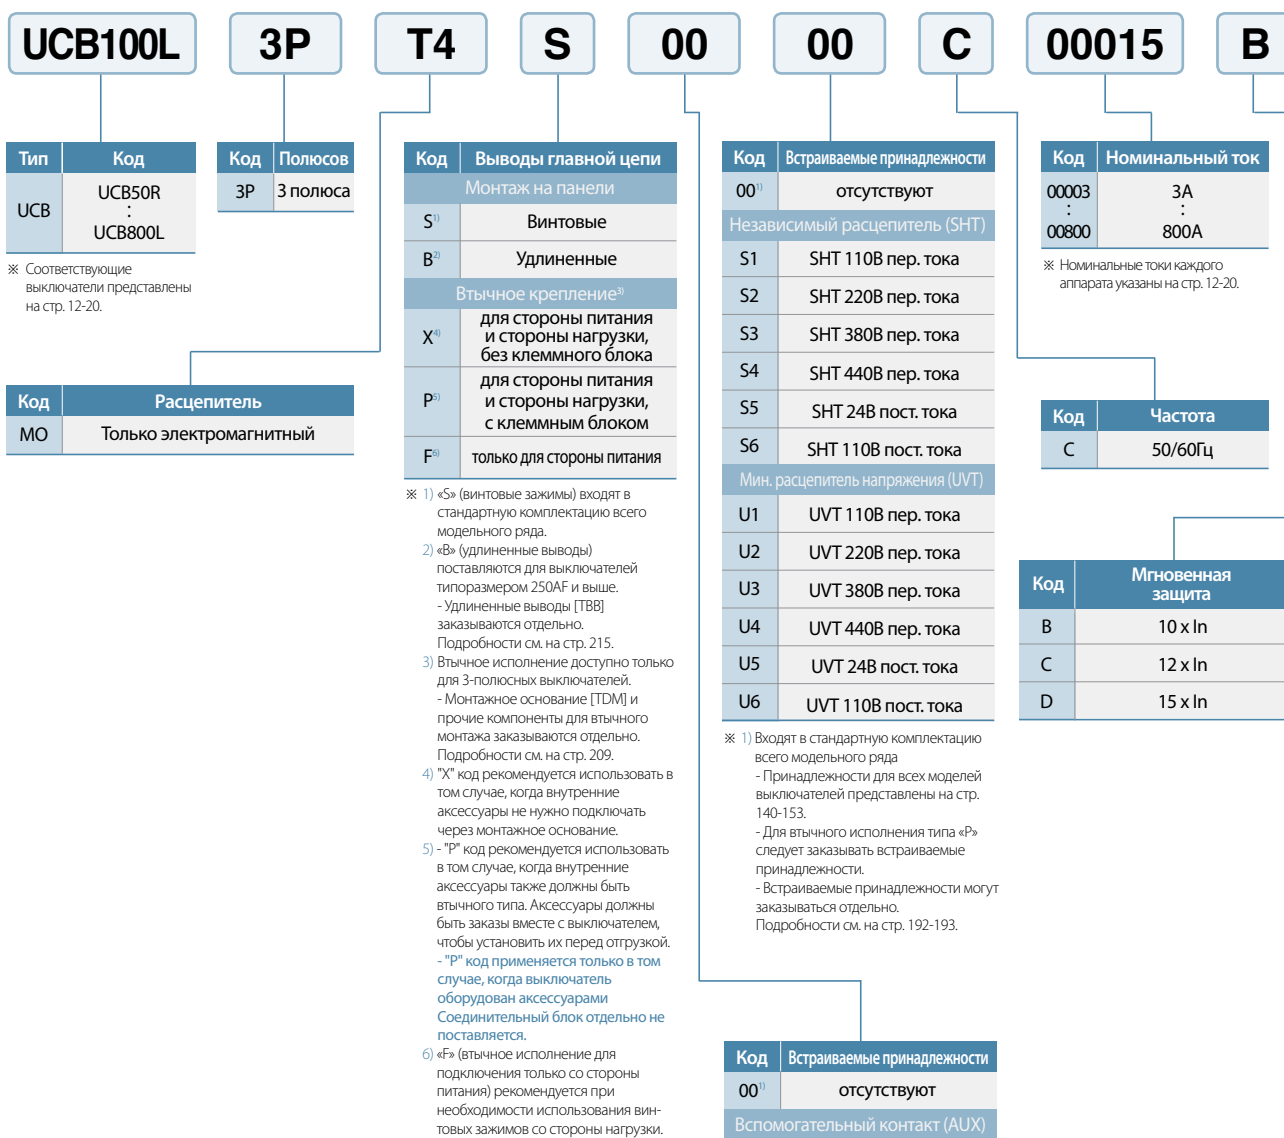 UCB100L 3P T4 S 00 00 C 00015 B
Тип Код
UCB UCB50R
:
UCB800L
※ Соответствующие
выключатели представлены
на стр. 12-20.
Код Полюсов
3P 3 полюса
Код Расцепитель
MO Только электромагнитный
Код Выводы главной цепи
Монтаж на панели
S1) Винтовые
B2) Удлиненные
Втычное крепление3)
X4) для стороны питания
и стороны нагрузки,
без клеммного блока
P5) для стороны питания
и стороны нагрузки,
с клеммным блоком
F6) только для стороны питания
※ 1) «S» (винтовые зажимы) входят в
стандартную комплектацию всего
модельного ряда.
2) «B» (удлиненные выводы)
поставляются для выключателей
типоразмером 250AF и выше.
- Удлиненные выводы [TBB]
заказываются отдельно.
Подробности см. на стр. 215.
3) Втычное исполнение доступно только
для 3-полюсных выключателей.
- Монтажное основание [TDM] и
прочие компоненты для втычного
монтажа заказываются отдельно.
Подробности см. на стр. 209.
4) "X" код рекомендуется использовать в
том случае, когда внутренние
аксессуары не нужно подключать
через монтажное основание.
5) - "P" код рекомендуется использовать
в том случае, когда внутренние
аксессуары также должны быть
втычного типа. Аксессуары должны
быть заказы вместе с выключателем,
чтобы установить их перед отгрузкой.
- "P" код применяется только в том
случае, когда выключатель
оборудован аксессуарами
Соединительный блок отдельно не
поставляется.
6) «F» (втычное исполнение для
подключения только со стороны
питания) рекомендуется при
необходимости использования вин-
товых зажимов со стороны нагрузки.
Код Встраиваемые принадлежности
001) отсутствуют
Независимый расцепитель (SHT)
S1 SHT 110В пер. тока
S2 SHT 220В пер. тока
S3 SHT 380В пер. тока
S4 SHT 440В пер. тока
S5 SHT 24В пост. тока
S6 SHT 110В пост. тока
Мин. расцепитель напряжения (UVT)
U1 UVT 110В пер. тока
U2 UVT 220В пер. тока
U3 UVT 380В пер. тока
U4 UVT 440В пер. тока
U5 UVT 24В пост. тока
U6 UVT 110В пост. тока
※ 1) Входят в стандартную комплектацию
всего модельного ряда
- Принадлежности для всех моделей
выключателей представлены на стр.
140-153.
- Для втычного исполнения типа «P»
следует заказывать встраиваемые
принадлежности.
- Встраиваемые принадлежности могут
заказываться отдельно.
Подробности см. на стр. 192-193.
Код Встраиваемые принадлежности
001) отсутствуют
Вспомогательный контакт (AUX)
Код Номинальный ток
00003 3A
: :
00800 800A
※ Номинальные токи каждого
аппарата указаны на стр. 12-20.
Код Частота
C 50/60Гц
Код Мгновенная
защита
B 10 x In
C 12 x In
D 15 x In